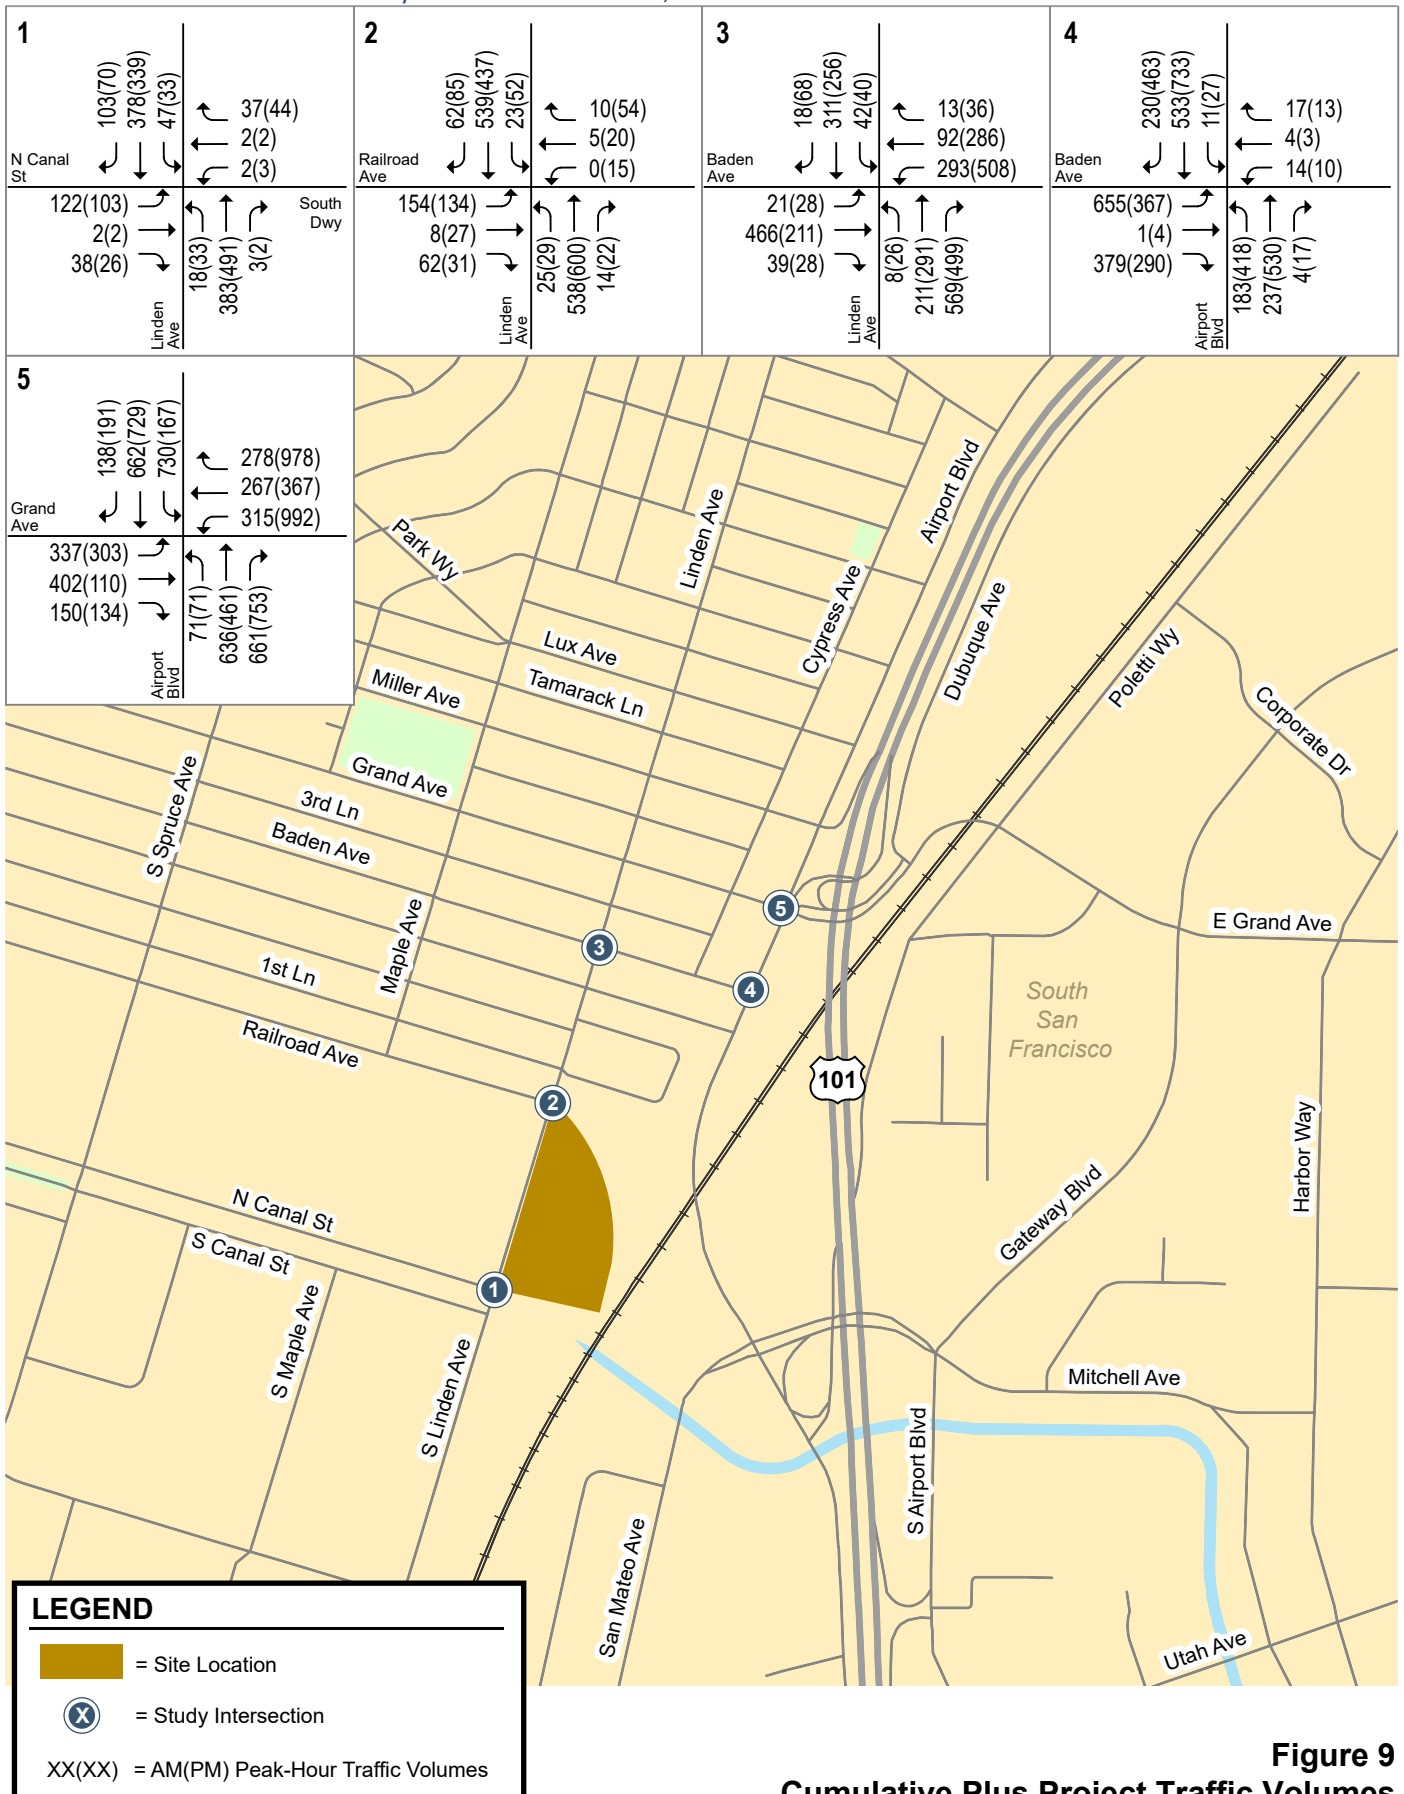 1
103(70)
378(339)
47(33)
37(44)
2(2)
2(3)
N Canal
St
122(103)
2(2)
38(26)
South
Dwy
18(33)
383(491)
3(2)
Linden
Ave
2
62(85)
539(437)
23(52)
10(54)
5(20)
0(15)
Railroad
Ave
154(134)
8(27)
62(31)
25(29)
538(600)
14(22)
Linden
Ave
3
18(68)
311(256)
42(40)
13(36)
92(286)
293(508)
Baden
Ave
21(28)
466(211)
39(28)
8(26)
211(291)
569(499)
Linden
Ave
4
230(463)
533(733)
11(27)
17(13)
4(3)
14(10)
Baden
Ave
655(367)
1(4)
379(290)
183(418)
237(530)
4(17)
Airport
Blvd
5
138(191)
662(729)
730(167)
278(978)
267(367)
315(992)
Grand
Ave
337(303)
402(110)
150(134)
71(71)
636(461)
661(753)
Airport
Blvd
Airport Blvd
Linden Ave
Park Wy
Cypress Ave
Dubuque Ave
Lux Ave
Poletti Wy
Tamarack Ln
Miller Ave
Corporate Dr
Grand Ave
S Spruce Ave
3rd Ln
Baden Ave
5
E Grand Ave
Maple Ave
3
1st Ln
4
South
San
Francisco
Railroad Ave
101
2
Harbor Way
N Canal St
Gateway Blvd
S Canal St
1
S Maple Ave
S Linden Ave
Mitchell Ave
S Airport Blvd
San Mateo Ave
Utah Ave
LEGEND
= Site Location
X = Study Intersection
XX(XX) = AM(PM) Peak-Hour Traffic Volumes
Figure 9
Cumulative Plus Project Traffic Volumes